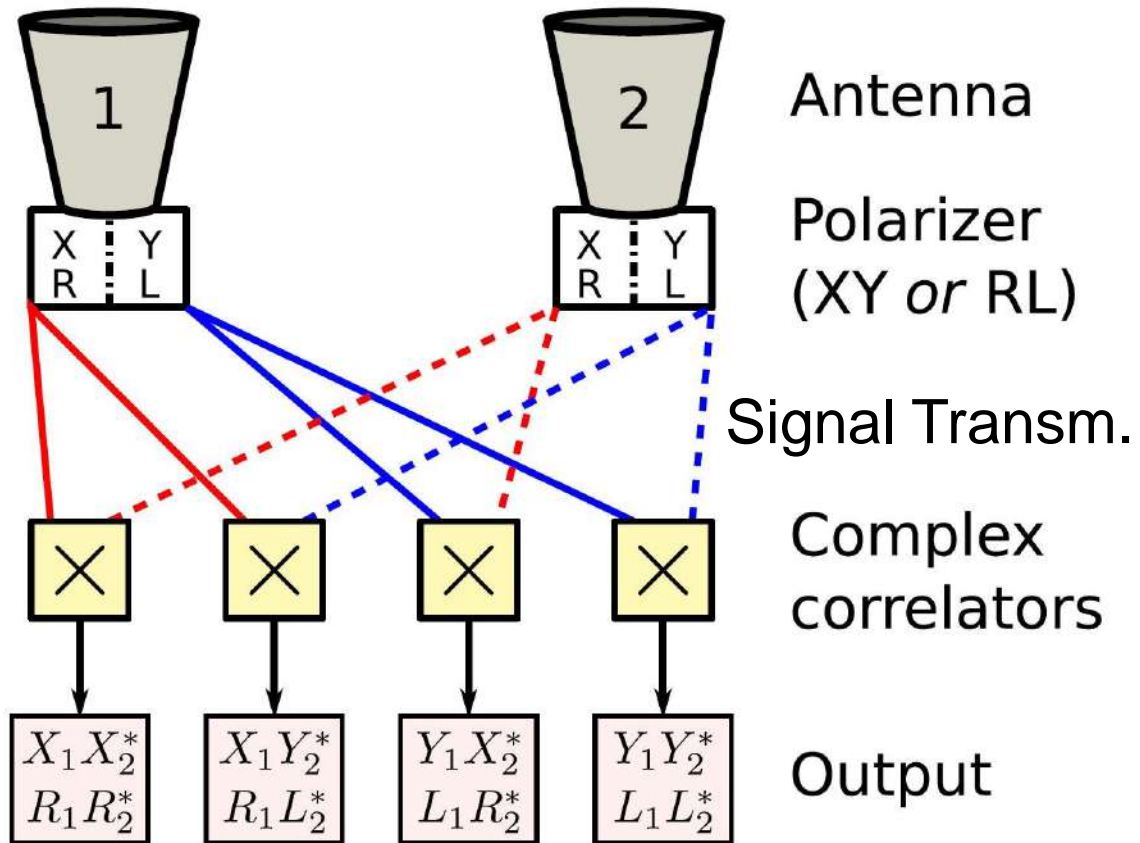 1
2
Antenna
X Y
R L
X Y
R L
Polarizer
(XY or RL)
Signal Transm.
Complex
correlators
X₁X₂* X₁Y₂* Y₁X₂* Y₁Y₂*
R₁R₂* R₁L₂* L₁R₂* L₁L₂*
Output